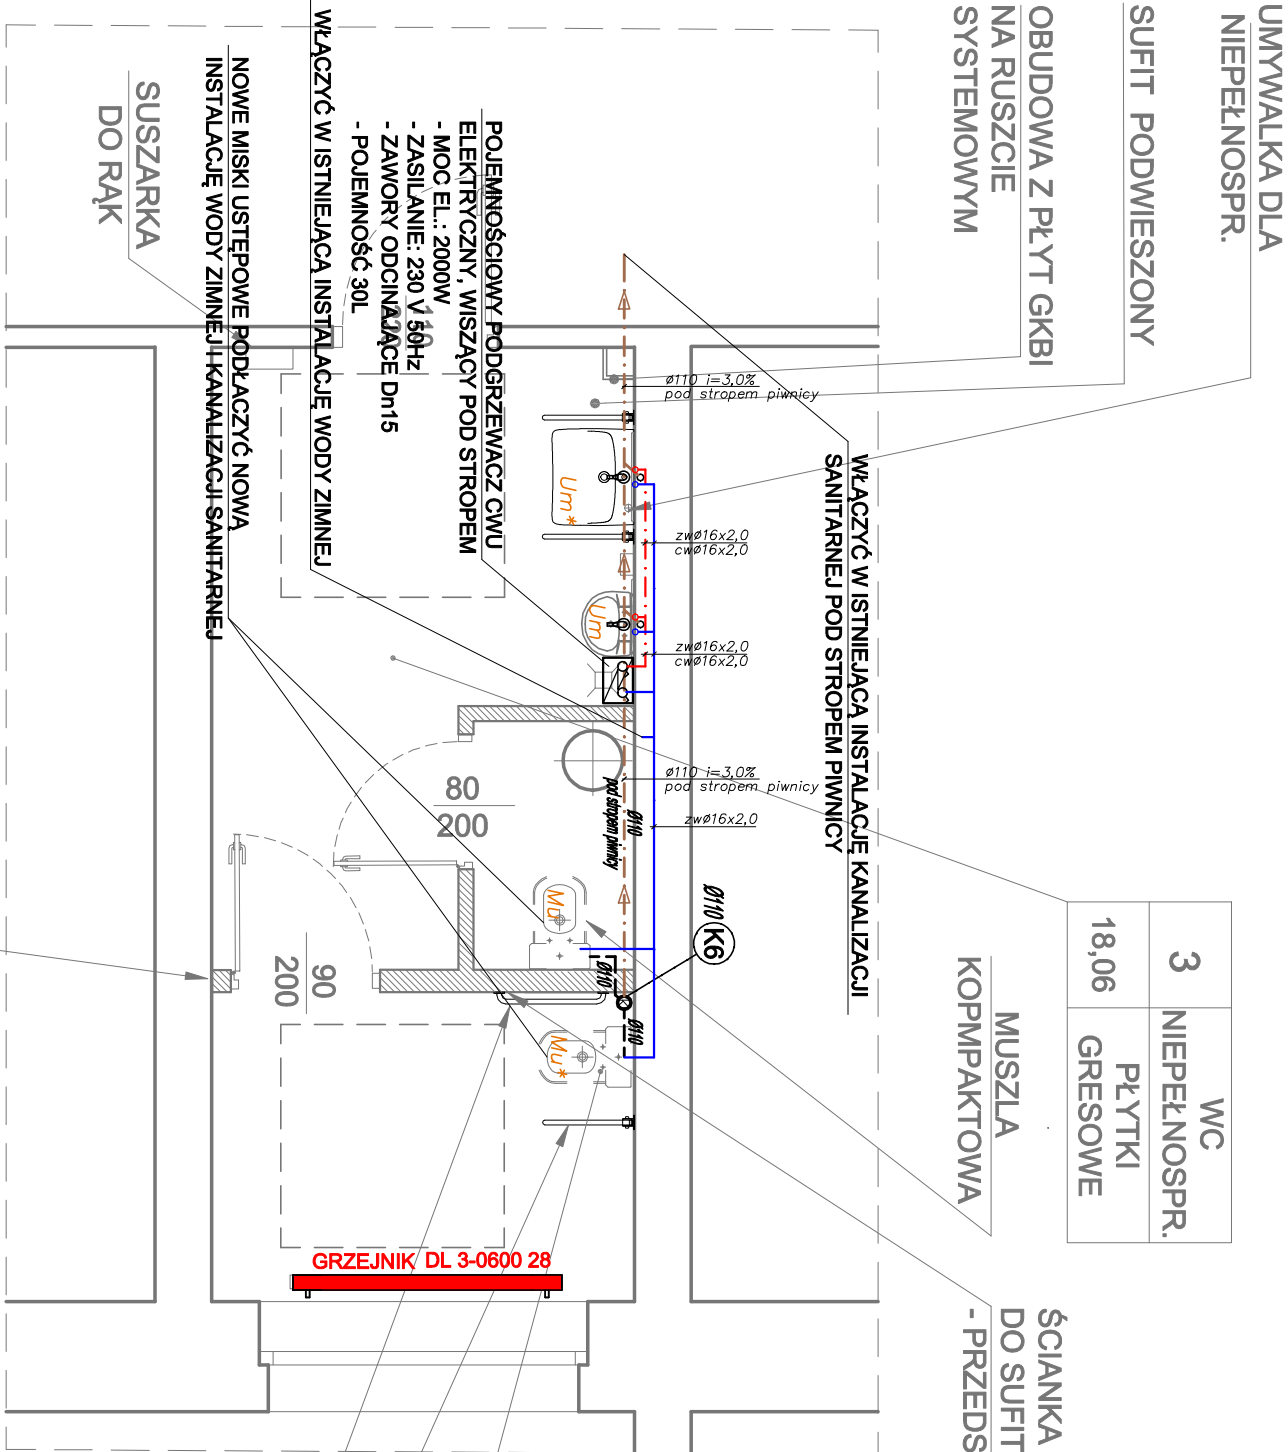 UMYWALKA DLA
NIEPEŁNOSPR.
SUFIT PODWIESZONY
OBUDOWA Z PŁYT GKBI
NA RUSZCIE
SYSTEMOWYM
POJEMNOŚCIOWY PODGRZEWACZ CWU
ELEKTRYCZNY, WISZĄCY POD STROPEM
- MOC EL.: 2000W
- ZASILANIE: 230 V 50Hz
- ZAWORY ODCINAJĄCE Dn15
- POJEMNOŚĆ 30L
WŁĄCZYĆ W ISTNIEJĄCĄ INSTALACJĘ WODY ZIMNEJ
NOWE MISKI USTĘPOWE PODŁĄCZYĆ NOWĄ
INSTALACJĘ WODY ZIMNEJ I KANALIZACJI SANITARNEJ
SUSZARKA
DO RĄK
110
WŁĄCZYĆ W ISTNIEJĄCĄ INSTALACJĘ KANALIZACJI
SANITARNEJ POD STROPEM PIWNICY
ø110 i=3,0%
pod stropem piwnicy
Um*
zwø16x2,0
cwø16x2,0
Um
zwø16x2,0
cwø16x2,0
ø110 i=3,0%
pod stropem piwnicy
Ø110
pod stropem piwnicy
zwø16x2,0
80
200
90
200
Mu
Ø110
K6
Ø110
Ø110
Mu*
3
WC
NIEPEŁNOSPR.
18,06
PŁYTKI
GRESOWE
MUSZLA
KOPMPAKTOWA
ŚCIANKA
DO SUFIT
- PRZEDS
GRZEJNIK DL 3-0600 28